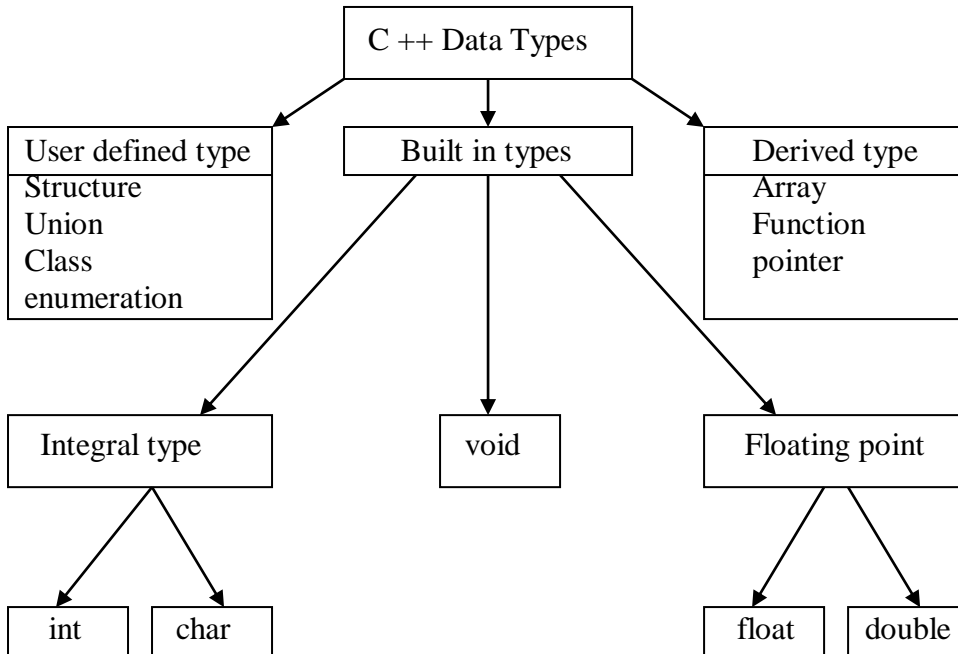 C ++ Data Types
User defined type
Structure
Union
Class
enumeration
Built in types
Derived type
Array
Function
pointer
Integral type
void
Floating point
int
char
float
double